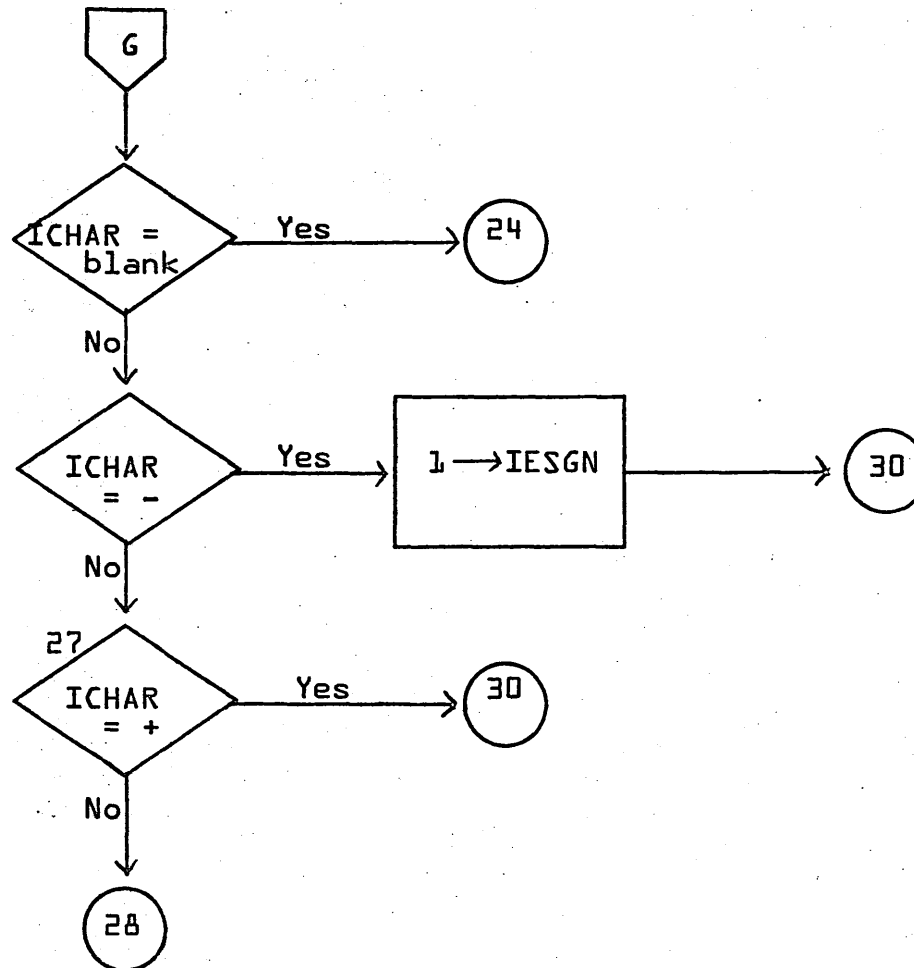 G
ICHAR =
blank
Yes
24
No
ICHAR
= -
Yes
1 → IESGN
30
No
27
ICHAR
= +
Yes
30
No
28